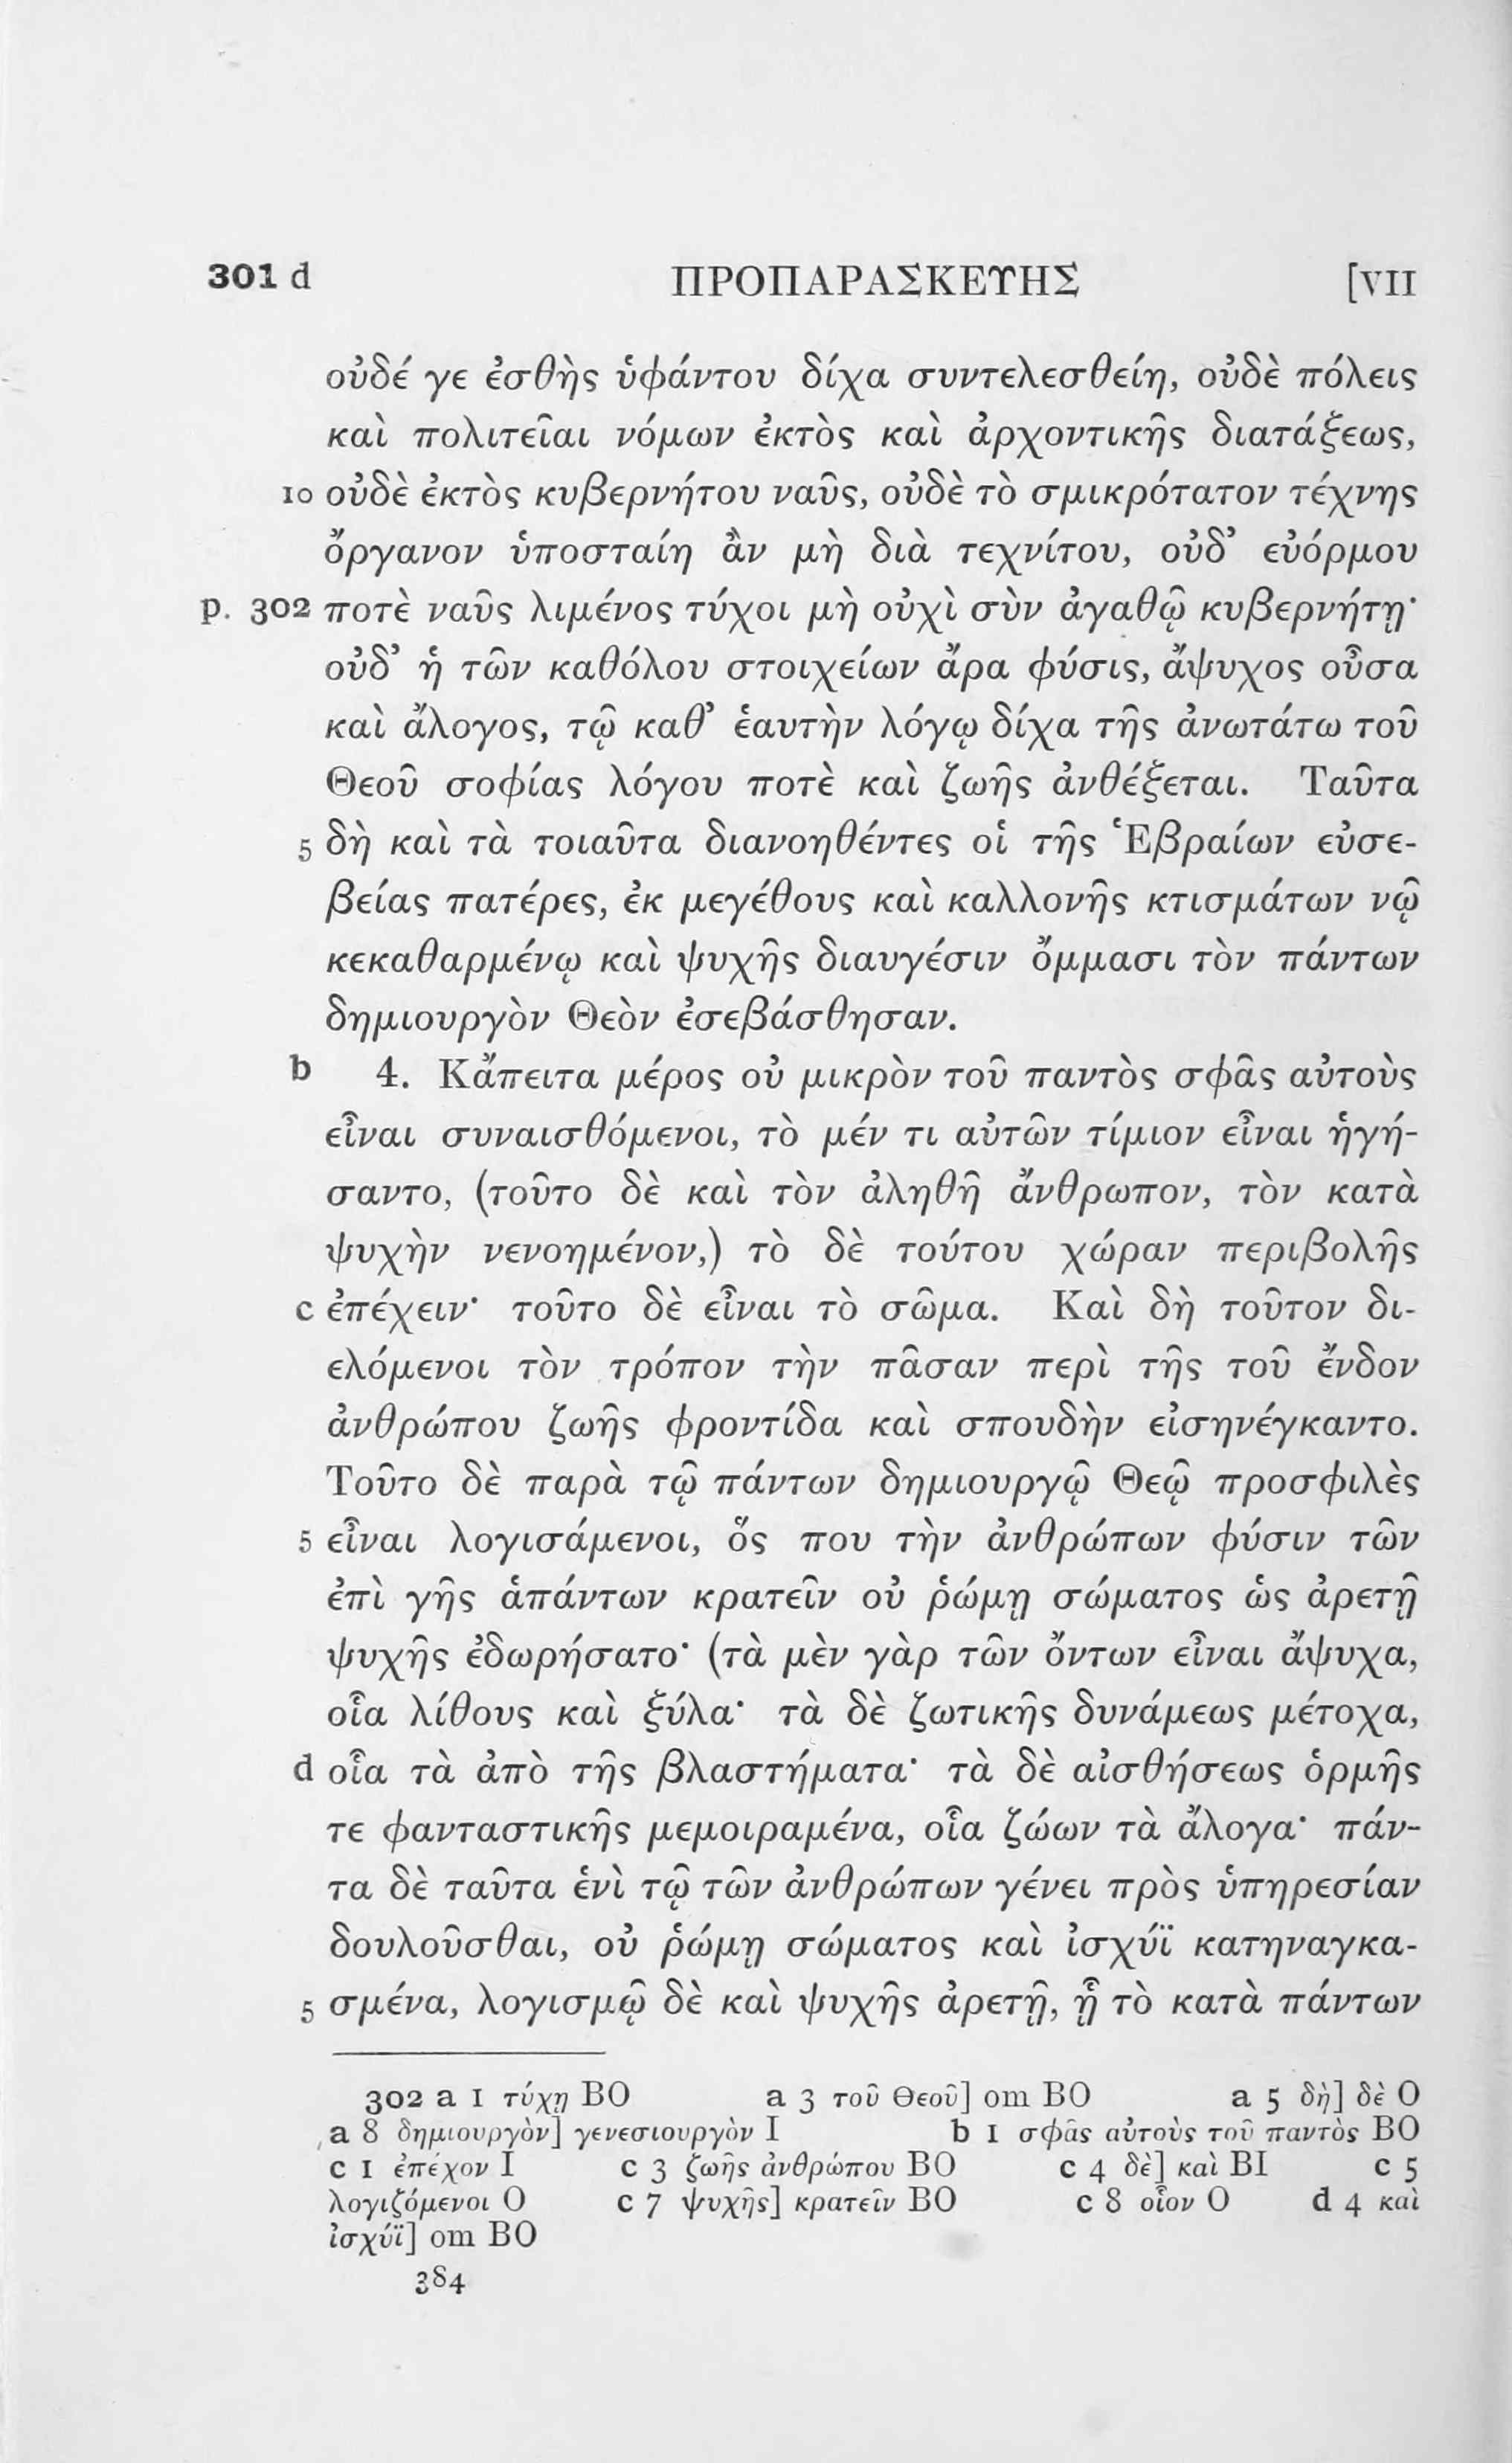 301 d ΠΡΟΠΑΡΑΣΚΕΥΗΣ [VII
οὐδέ γε ἐσθὴς ὑφάντου δίχα συντελεσθείη, οὐδὲ πόλεις
καὶ πολιτεῖαι νόμων ἐκτὸς καὶ ἀρχοντικῆς διατάξεως,
10 οὐδὲ ἐκτὸς κυβερνήτου ναῦς, οὐδὲ τὸ σμικρότατον τέχνης
ὄργανον ὑποσταίη ἂν μὴ διὰ τεχνίτου, οὐδ’ εὐόρμου
p. 302 ποτὲ ναῦς λιμένος τύχοι μὴ οὐχὶ σὺν ἀγαθῷ κυβερνήτῃ·
οὐδ’ ἡ τῶν καθόλου στοιχείων ἄρα φύσις, ἄψυχος οὖσα
καὶ ἄλογος, τῷ καθ’ ἑαυτὴν λόγῳ δίχα τῆς ἀνωτάτω τοῦ
Θεοῦ σοφίας λόγου ποτὲ καὶ ζωῆς ἀνθέξεται. Ταῦτα
5 δὴ καὶ τὰ τοιαῦτα διανοηθέντες οἱ τῆς Ἑβραίων εὐσε-
βείας πατέρες, ἐκ μεγέθους καὶ καλλονῆς κτισμάτων νῷ
κεκαθαρμένῳ καὶ ψυχῆς διαυγέσιν ὄμμασι τὸν πάντων
δημιουργὸν Θεὸν ἐσεβάσθησαν.
b 4. Κἄπειτα μέρος οὐ μικρὸν τοῦ παντὸς σφᾶς αὐτοὺς
εἶναι συναισθόμενοι, τὸ μέν τι αὐτῶν τίμιον εἶναι ἡγή-
σαντο, (τοῦτο δὲ καὶ τὸν ἀληθῆ ἄνθρωπον, τὸν κατὰ
ψυχὴν νενοημένον,) τὸ δὲ τούτου χώραν περιβολῆς
c ἐπέχειν· τοῦτο δὲ εἶναι τὸ σῶμα. Καὶ δὴ τοῦτον δι-
ελόμενοι τὸν τρόπον τὴν πᾶσαν περὶ τῆς τοῦ ἔνδον
ἀνθρώπου ζωῆς φροντίδα καὶ σπουδὴν εἰσηνέγκαντο.
Τοῦτο δὲ παρὰ τῷ πάντων δημιουργῷ Θεῷ προσφιλὲς
5 εἶναι λογισάμενοι, ὅς που τὴν ἀνθρώπων φύσιν τῶν
ἐπὶ γῆς ἁπάντων κρατεῖν οὐ ῥώμῃ σώματος ὡς ἀρετῇ
ψυχῆς ἐδωρήσατο· (τὰ μὲν γὰρ τῶν ὄντων εἶναι ἄψυχα,
οἷα λίθους καὶ ξύλα· τὰ δὲ ζωτικῆς δυνάμεως μέτοχα,
d οἷα τὰ ἀπὸ τῆς βλαστήματα· τὰ δὲ αἰσθήσεως ὁρμῆς
τε φανταστικῆς μεμοιραμένα, οἷα ζώων τὰ ἄλογα· πάν-
τα δὲ ταῦτα ἑνὶ τῷ τῶν ἀνθρώπων γένει πρὸς ὑπηρεσίαν
δουλοῦσθαι, οὐ ῥώμῃ σώματος καὶ ἰσχύϊ κατηναγκα-
5 σμένα, λογισμῷ δὲ καὶ ψυχῆς ἀρετῇ, ᾗ τὸ κατὰ πάντων
302 a 1 τύχῃ BO a 3 τοῦ Θεοῦ] om BO a 5 δὴ] δὲ O
a 8 δημιουργὸν] γενεσιουργὸν I b 1 σφᾶς αὐτοὺς τοῦ παντὸς BO
c 1 ἐπέχον I c 3 ζωῆς ἀνθρώπου BO c 4 δὲ] καὶ BI c 5
λογιζόμενοι O c 7 ψυχῆς] κρατεῖν BO c 8 οἷον O d 4 καὶ
ἰσχύϊ] om BO
384